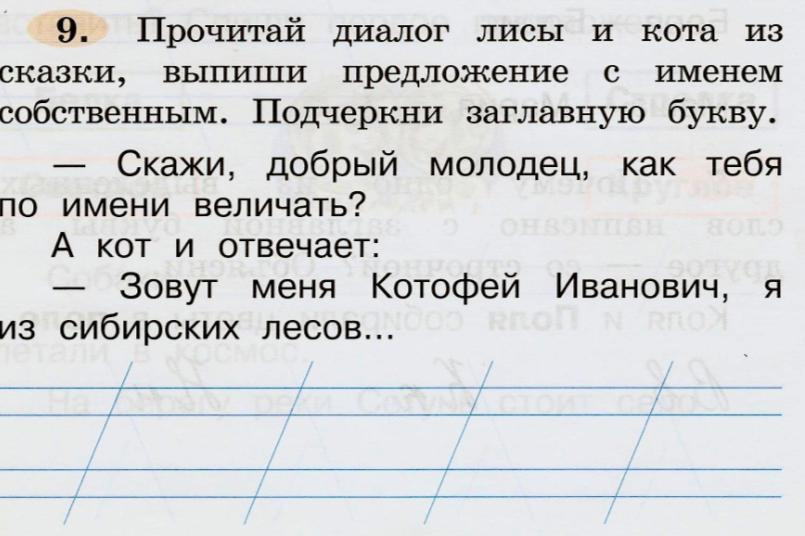 9. Прочитай диалог лисы и кота из
сказки, выпиши предложение с именем
собственным. Подчеркни заглавную букву.
— Скажи, добрый молодец, как тебя
по имени величать?
А кот и отвечает:
— Зовут меня Котофей Иванович, я
из сибирских лесов...